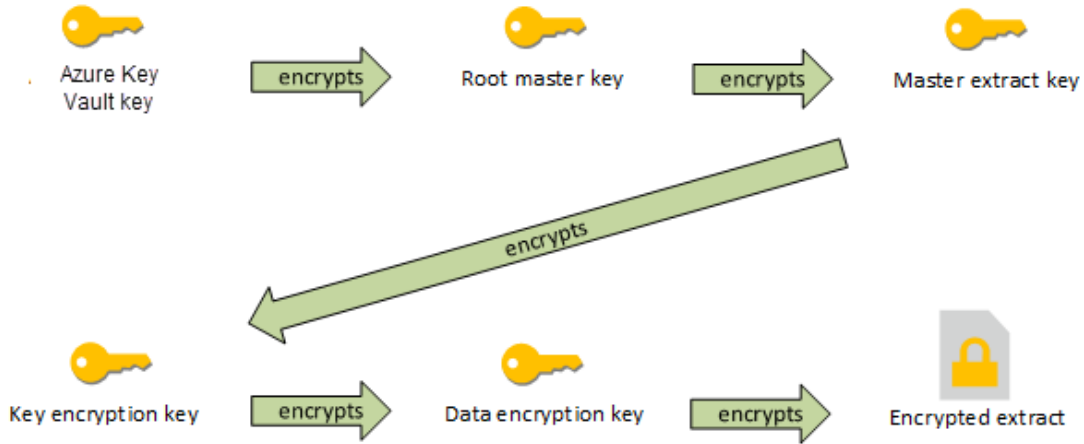 Azure Key
Vault key
encrypts
Root master key
encrypts
Master extract key
encrypts
Key encryption key
encrypts
Data encryption key
encrypts
Encrypted extract